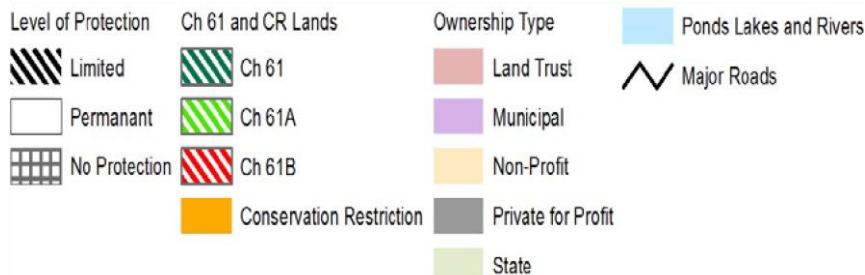 Level of Protection
Limited
Permanant
No Protection
Ch 61 and CR Lands
Ch 61
Ch 61A
Ch 61B
Conservation Restriction
Ownership Type
Land Trust
Municipal
Non-Profit
Private for Profit
State
Ponds Lakes and Rivers
Major Roads